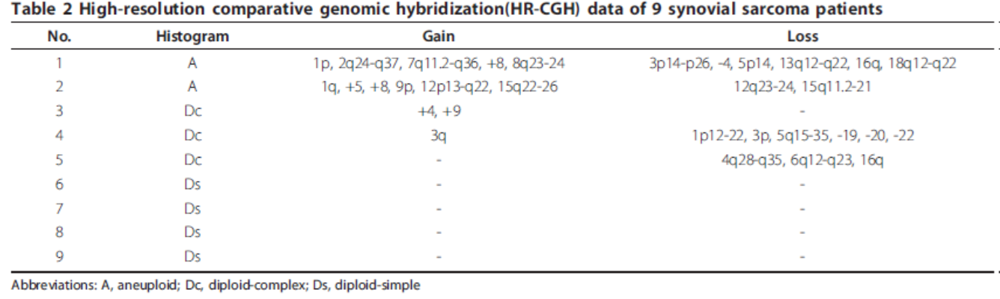 Table 2 High-resolution comparative genomic hybridization(HR-CGH) data of 9 synovial sarcoma patients
No. Histogram Gain Loss
1 A 1p, 2q24-q37, 7q11.2-q36, +8, 8q23-24 3p14-p26, -4, 5p14, 13q12-q22, 16q, 18q12-q22
2 A 1q, +5, +8, 9p, 12p13-q22, 15q22-26 12q23-24, 15q11.2-21
3 Dc +4, +9 -
4 Dc 3q 1p12-22, 3p, 5q15-35, -19, -20, -22
5 Dc - 4q28-q35, 6q12-q23, 16q
6 Ds - -
7 Ds - -
8 Ds - -
9 Ds - -
Abbreviations: A, aneuploid; Dc, diploid-complex; Ds, diploid-simple